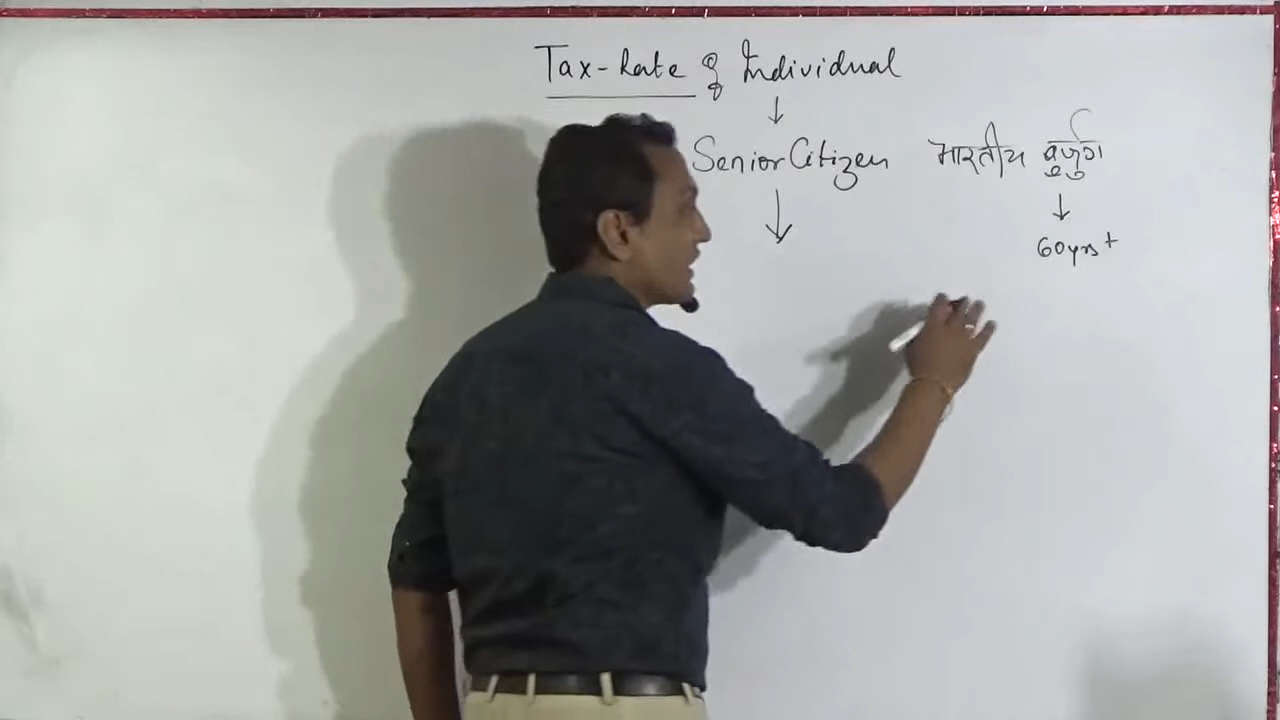 Tax-Rate of Individual
↓
Senior Citizen भारतीय बुजुर्ग
↓ ↓
60yrs+